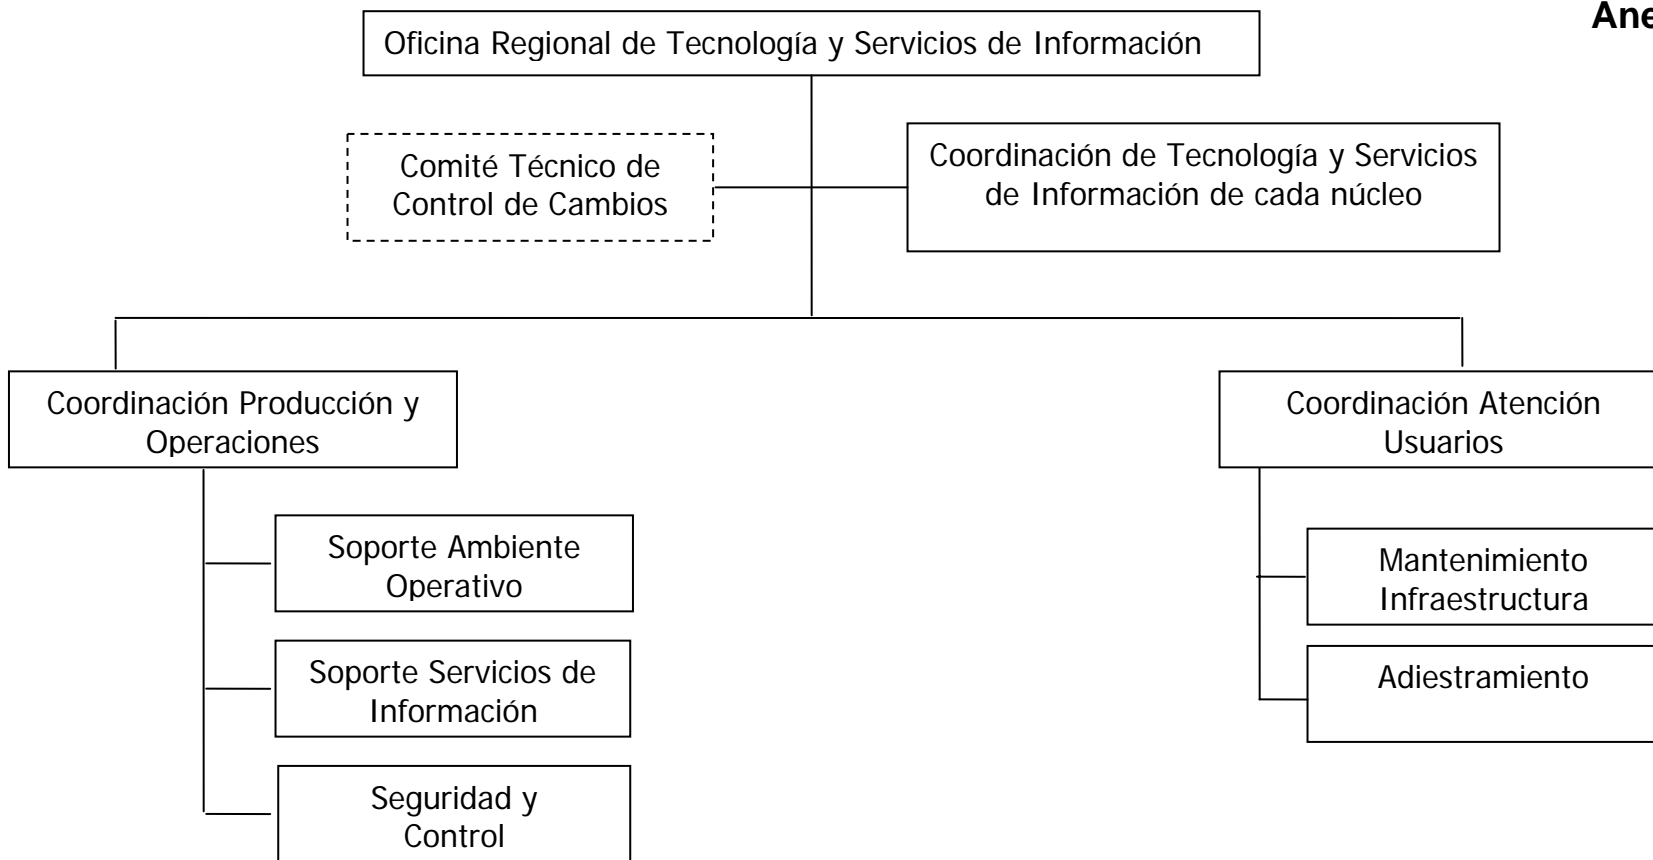 Ane
Oficina Regional de Tecnología y Servicios de Información
Comité Técnico de
Control de Cambios
Coordinación de Tecnología y Servicios
de Información de cada núcleo
Coordinación Producción y
Operaciones
Coordinación Atención
Usuarios
Soporte Ambiente
Operativo
Soporte Servicios de
Información
Seguridad y
Control
Mantenimiento
Infraestructura
Adiestramiento